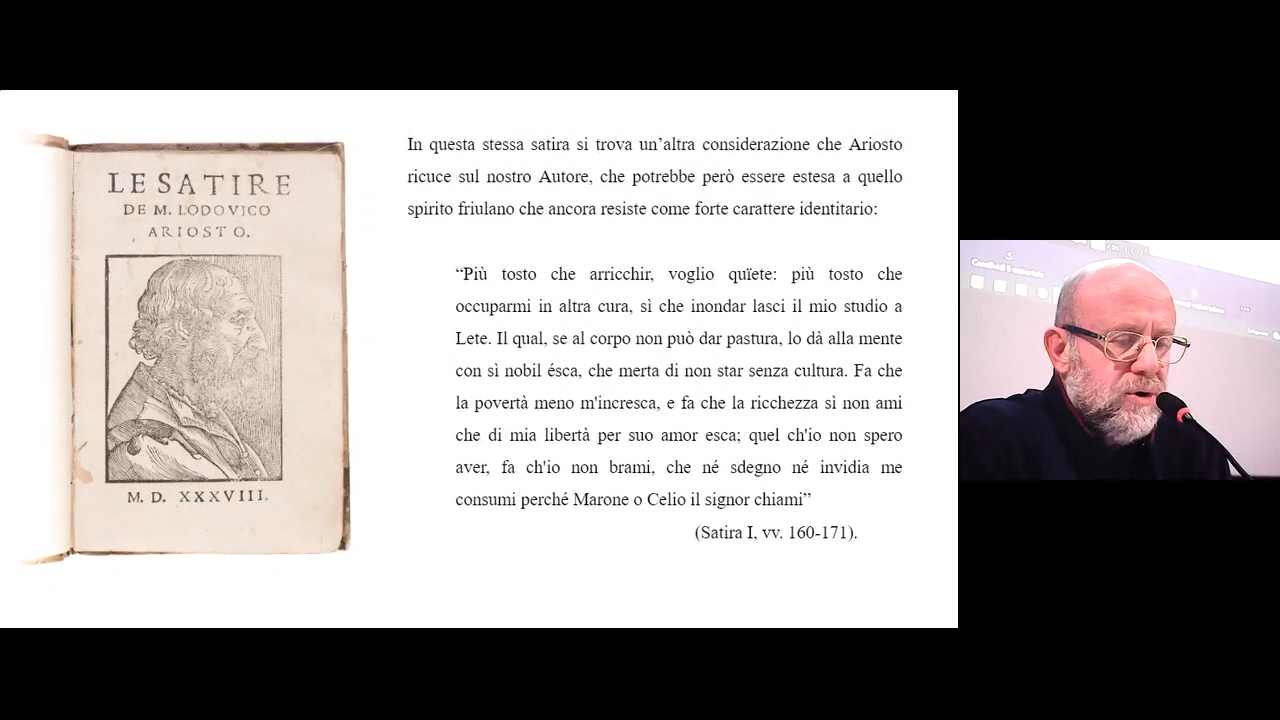 LE SATIRE
DE M. LODOVICO
ARIOSTO.
M. D. XXXVIII.
In questa stessa satira si trova un’altra considerazione che Ariosto
ricuce sul nostro Autore, che potrebbe però essere estesa a quello
spirito friulano che ancora resiste come forte carattere identitario:
“Più tosto che arricchir, voglio quïete: più tosto che
occuparmi in altra cura, sì che inondar lasci il mio studio a
Lete. Il qual, se al corpo non può dar pastura, lo dà alla mente
con sì nobil ésca, che merta di non star senza cultura. Fa che
la povertà meno m'incresca, e fa che la ricchezza sì non ami
che di mia libertà per suo amor esca; quel ch'io non spero
aver, fa ch'io non brami, che né sdegno né invidia me
consumi perché Marone o Celio il signor chiami”
(Satira I, vv. 160-171).